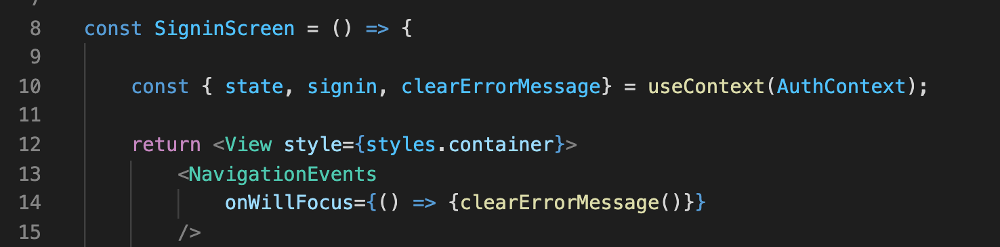 8 const SigninScreen = () => {
9
10 const { state, signin, clearErrorMessage} = useContext(AuthContext);
11
12 return <View style={styles.container}>
13 <NavigationEvents
14 onWillFocus={() => {clearErrorMessage()}}
15 />